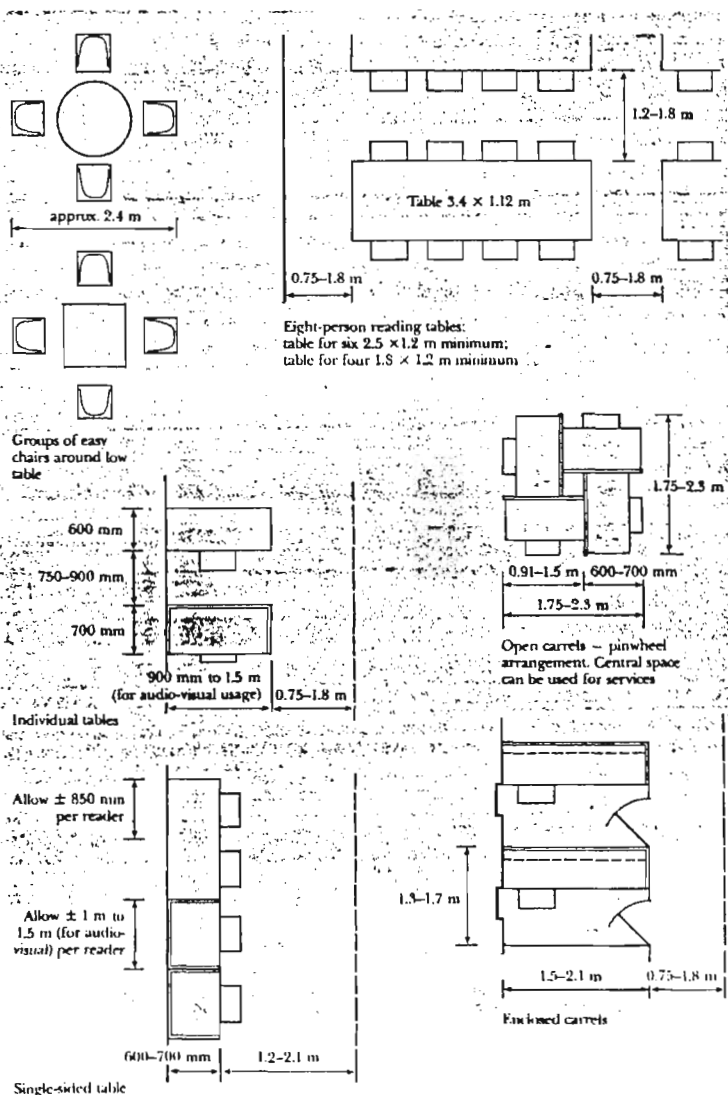 approx. 2.4 m
Groups of easy
chairs around low
table
1.2–1.8 m
Table 3.4 × 1.12 m
0.75–1.8 m
0.75–1.8 m
Eight-person reading tables:
table for six 2.5 × 1.2 m minimum;
table for four 1.8 × 1.2 m minimum
600 mm
750–900 mm
700 mm
900 mm to 1.5 m
(for audio-visual usage)
0.75–1.8 m
Individual tables
1.75–2.3 m
0.91–1.5 m
600–700 mm
1.75–2.3 m
Open carrels – pinwheel
arrangement. Central space
can be used for services
Allow ± 850 mm
per reader
Allow ± 1 m to
1.5 m (for audio-
visual) per reader
600–700 mm
1.2–2.1 m
Single-sided table
1.3–1.7 m
1.5–2.1 m
0.75–1.8 m
Enclosed carrels